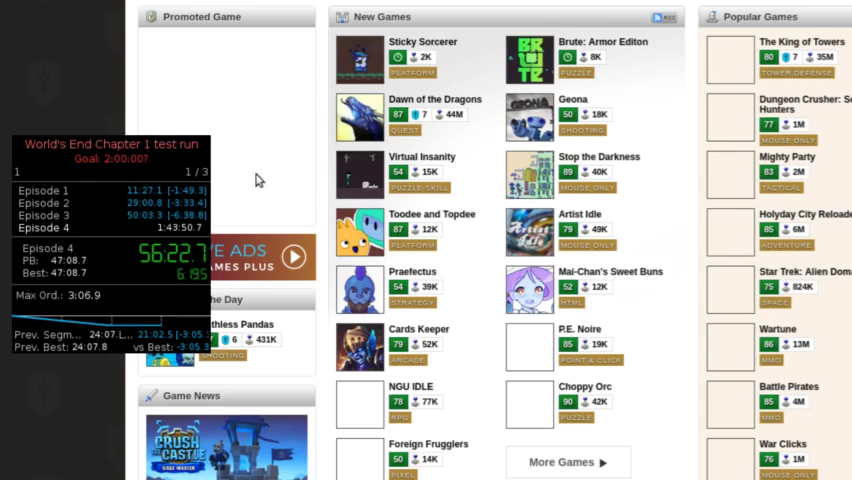 Promoted Game
New Games
RSS
Popular Games
Sticky Sorcerer
2K
PLATFORM
Brute: Armor Editon
8K
PUZZLE
The King of Towers
80 7 35M
TOWER DEFENSE
Dawn of the Dragons
87 7 44M
QUEST
Geona
50 18K
SHOOTING
Dungeon Crusher: So
Hunters
77 1M
MOUSE ONLY
Virtual Insanity
54 15K
PUZZLE-SKILL
Stop the Darkness
89 40K
MOUSE ONLY
Mighty Party
83 2M
TACTICAL
Toodee and Topdee
87 12K
PLATFORM
Artist Idle
79 49K
MOUSE ONLY
Holyday City Reloade
85 6M
ADVENTURE
Praefectus
54 39K
STRATEGY
Mai-Chan's Sweet Buns
52 12K
HTML
Star Trek: Alien Doma
75 824K
SPACE
Cards Keeper
79 52K
ARCADE
P.E. Noire
85 19K
POINT & CLICK
Wartune
86 13M
MMO
NGU IDLE
78 77K
RPG
Choppy Orc
90 42K
PUZZLE
Battle Pirates
85 4M
MMO
Foreign Frugglers
50 14K
PIXEL
More Games
War Clicks
76 1M
MOUSE ONLY
World's End Chapter 1 test run
Goal: 2:00:00?
1 1 / 3
Episode 1 11:27.1 [-1:49.3]
Episode 2 29:00.8 [-3:33.4]
Episode 3 50:03.3 [-6:38.8]
Episode 4 1:43:50.7
Episode 4 56:22.7
PB: 47:08.7
Best: 47:08.7 6:19.5
Max Ord.: 3:06.9
Prev. Segm... 24:07.L... 21:02.5 [-3:05.
Prev. Best: 24:07.8 vs Best: -3:05.3
VE ADS
AMES PLUS
he Day
thless Pandas
6 431K
SHOOTING
Game News
CRUSH
THE
CASTLE
SIEGE MASTER